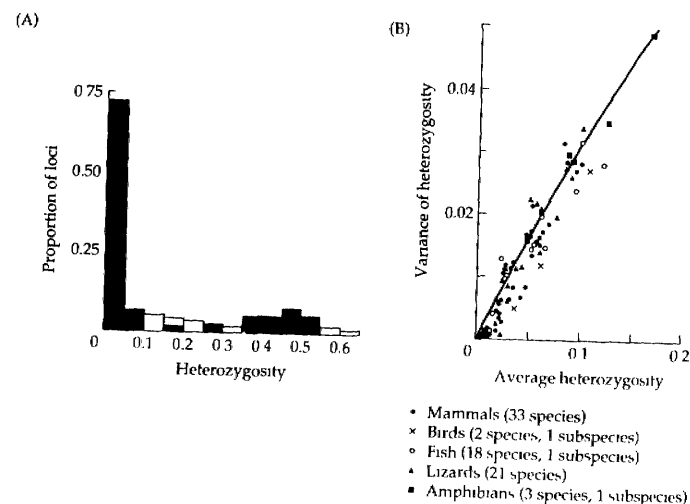 (A)
0 75
0 50
0 25
0
0 1
0 2
0 3
0 4
0 5
0 6
Proportion of loci
Heterozygosity
(B)
0 04
0 02
0
0 1
0 2
Variance of heterozygosity
Average heterozygosity
• Mammals (33 species)
× Birds (2 species, 1 subspecies)
○ Fish (18 species, 1 subspecies)
▲ Lizards (21 species)
■ Amphibians (3 species, 1 subspecies)